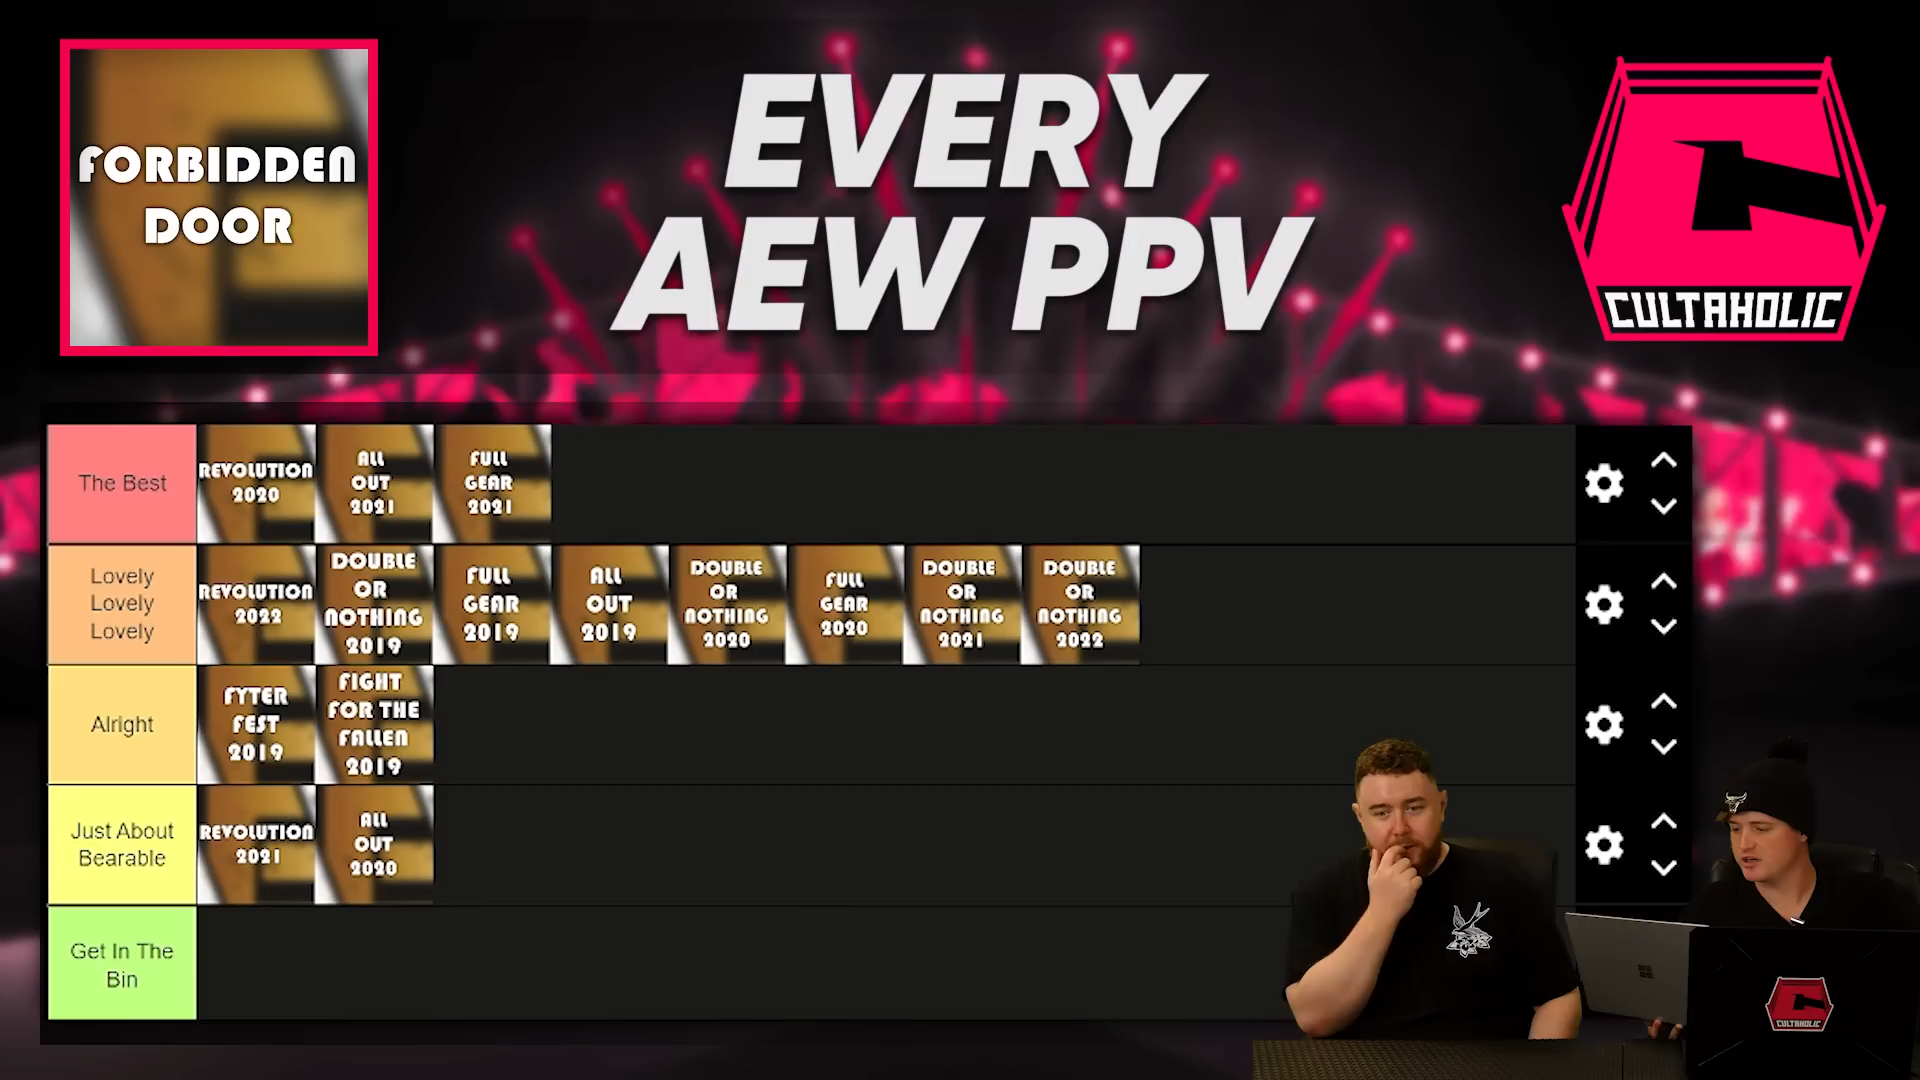 FORBIDDEN
DOOR
EVERY
AEW PPV
CULTAHOLIC
The Best
REVOLUTION
2020
ALL
OUT
2021
FULL
GEAR
2021
Lovely
Lovely
Lovely
REVOLUTION
2022
DOUBLE
OR
NOTHING
2019
FULL
GEAR
2019
ALL
OUT
2019
DOUBLE
OR
NOTHING
2020
FULL
GEAR
2020
DOUBLE
OR
NOTHING
2021
DOUBLE
OR
NOTHING
2022
Alright
FYTER
FEST
2019
FIGHT
FOR THE
FALLEN
2019
Just About
Bearable
REVOLUTION
2021
ALL
OUT
2020
Get In The
Bin
CULTAHOLIC